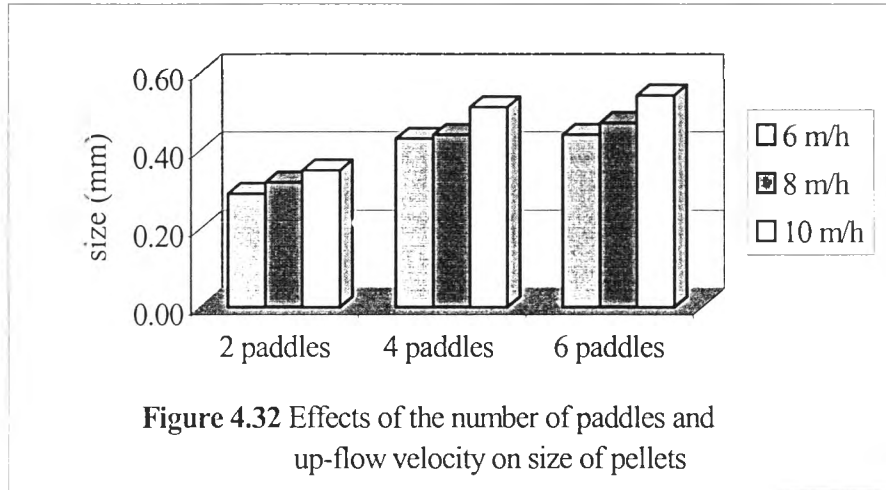 0.60
0.40
0.20
0.00
size (mm)
2 paddles 4 paddles 6 paddles
6 m/h
8 m/h
10 m/h
Figure 4.32 Effects of the number of paddles and
up-flow velocity on size of pellets